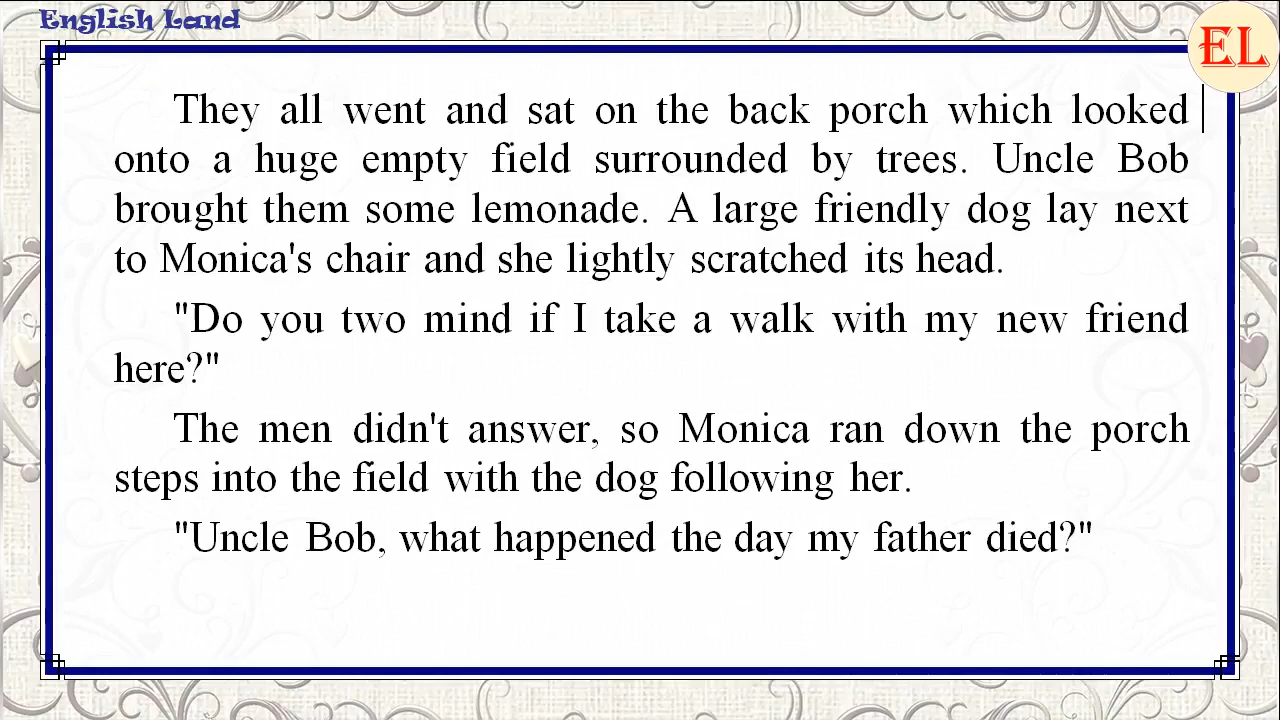 English Land
EL
They all went and sat on the back porch which looked
onto a huge empty field surrounded by trees. Uncle Bob
brought them some lemonade. A large friendly dog lay next
to Monica's chair and she lightly scratched its head.
"Do you two mind if I take a walk with my new friend
here?"
The men didn't answer, so Monica ran down the porch
steps into the field with the dog following her.
"Uncle Bob, what happened the day my father died?"